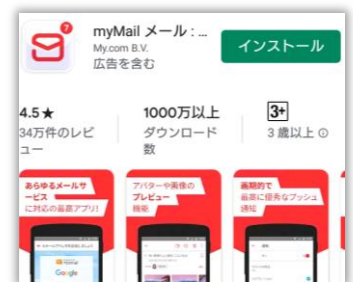 7
myMail メール : ...
My.com B.V.
広告を含む
インストール
4.5★
34万件のレビ
ュー
1000万以上
ダウンロード
数
3+
3 歳以上
あらゆるメールサ
ービス
に対応の最高アプリ!
アバターや画像の
プレビュー
機能
画期的で
最高に優秀なプッシュ
通知
Google